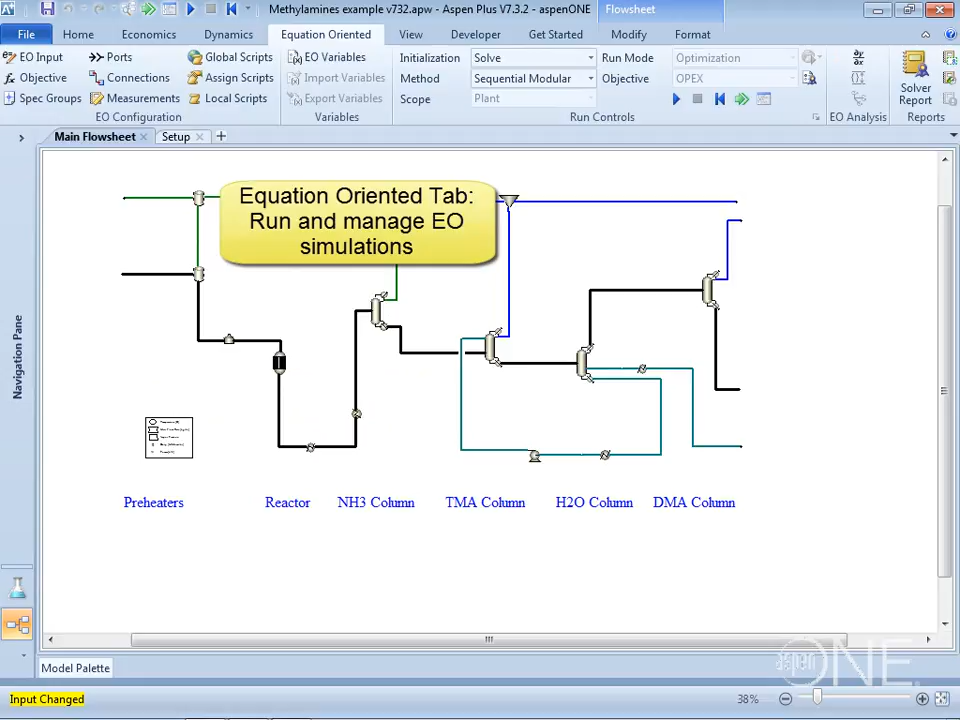 Methylamines example v732.apw - Aspen Plus V7.3.2 - aspenONE
Flowsheet
File
Home
Economics
Dynamics
Equation Oriented
View
Developer
Get Started
Modify
Format
EO Input
Ports
Global Scripts
EO Variables
Initialization
Solve
Run Mode
Optimization
Objective
Connections
Assign Scripts
Import Variables
Method
Sequential Modular
Objective
OPEX
Spec Groups
Measurements
Local Scripts
Export Variables
Scope
Plant
Solver
Report
EO Configuration
Variables
Run Controls
EO Analysis
Reports
Main Flowsheet
Setup
Equation Oriented Tab:
Run and manage EO
simulations
Navigation Pane
Preheaters
Reactor
NH3 Column
TMA Column
H2O Column
DMA Column
Model Palette
aspenONE
Input Changed
38%